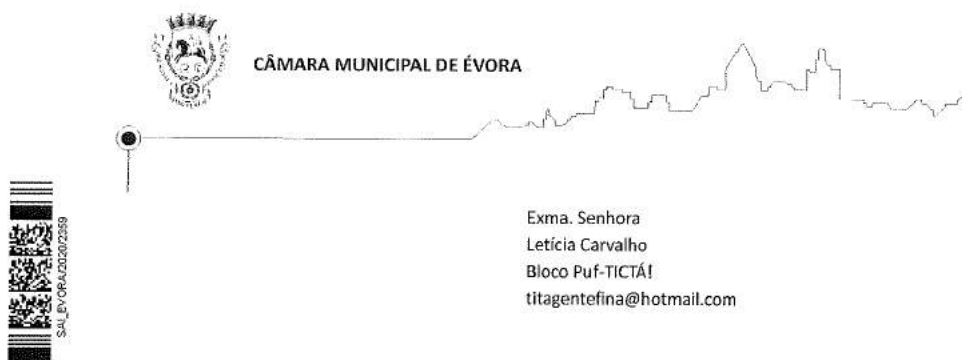 CÂMARA MUNICIPAL DE ÉVORA
SAI_EVORA/2020/2359
Exma. Senhora
Letícia Carvalho
Bloco Puf-TICTÁ!
titagentefina@hotmail.com